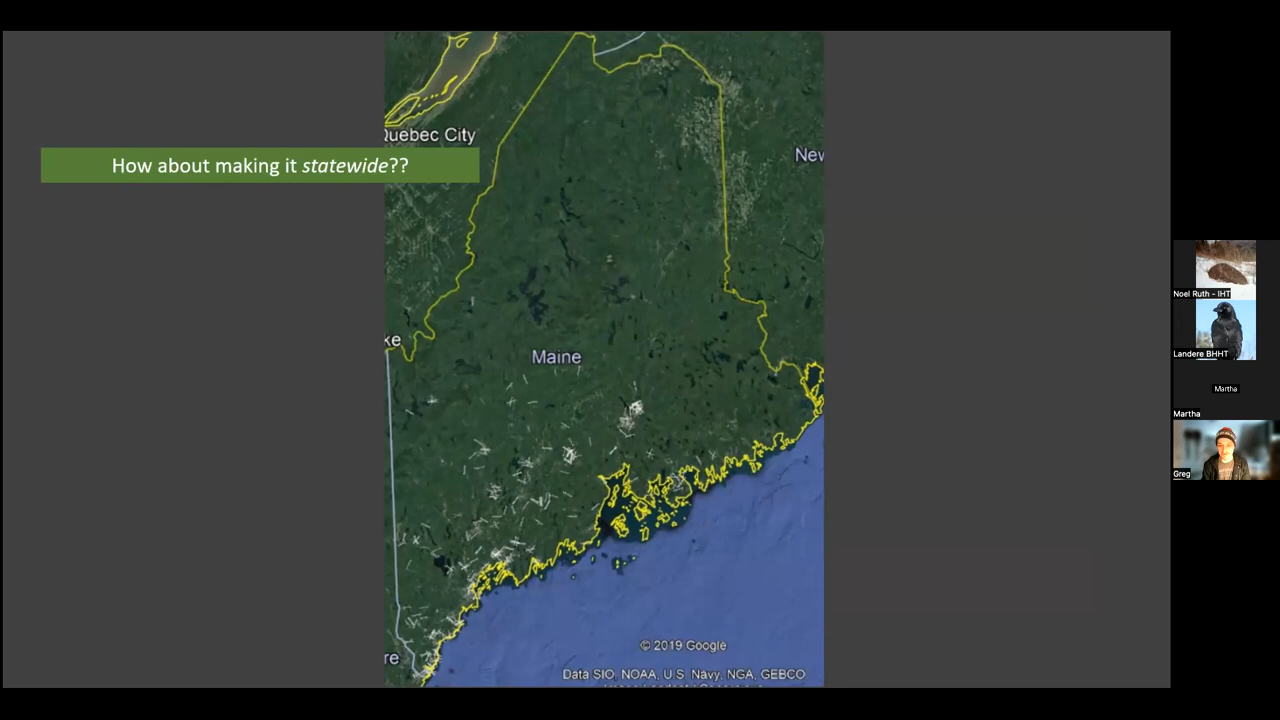 Quebec City
How about making it statewide??
New
ke
Maine
re
© 2019 Google
Data SIO, NOAA, U.S. Navy, NGA, GEBCO
Noel Ruth - IHT
Landere BHHT
Martha
Martha
Greg